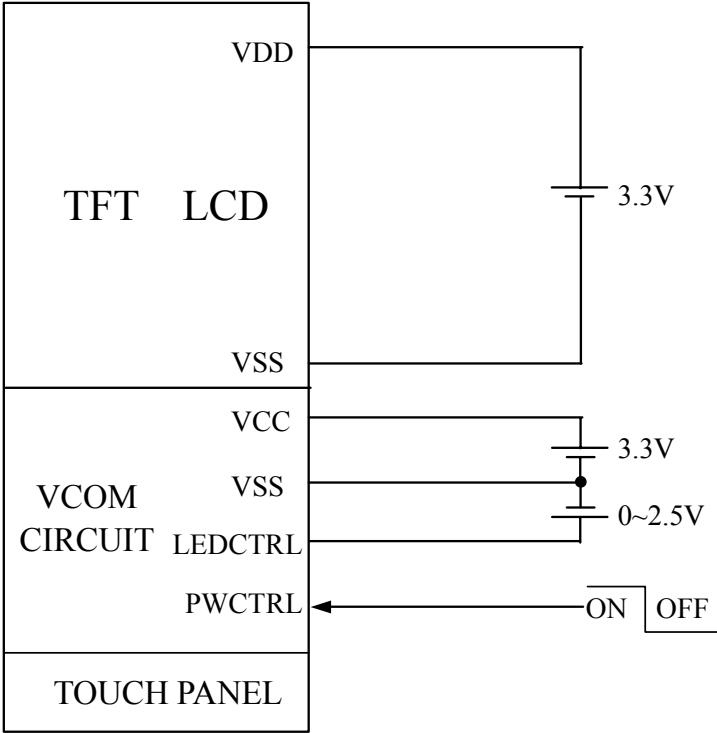 VDD
TFT LCD
3.3V
VSS
VCC
3.3V
VSS
VCOM
CIRCUIT
0~2.5V
LEDCTRL
PWCTRL
ON OFF
TOUCH PANEL